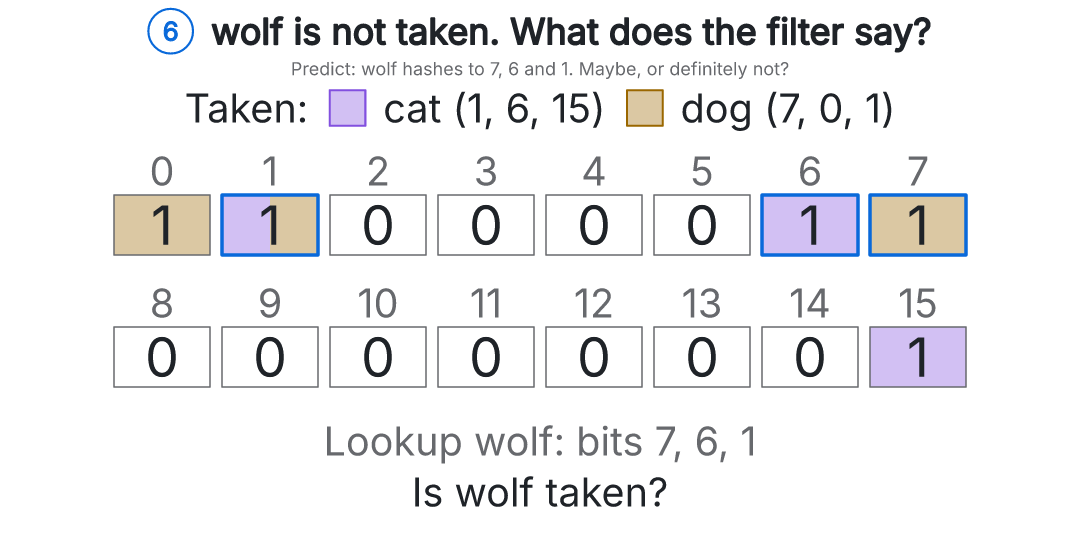 6 wolf is not taken. What does the filter say?
Predict: wolf hashes to 7, 6 and 1. Maybe, or definitely not?
Taken: cat (1, 6, 15) dog (7, 0, 1)
0 1 2 3 4 5 6 7
1 1 0 0 0 0 1 1
8 9 10 11 12 13 14 15
0 0 0 0 0 0 0 1
Lookup wolf: bits 7, 6, 1
Is wolf taken?